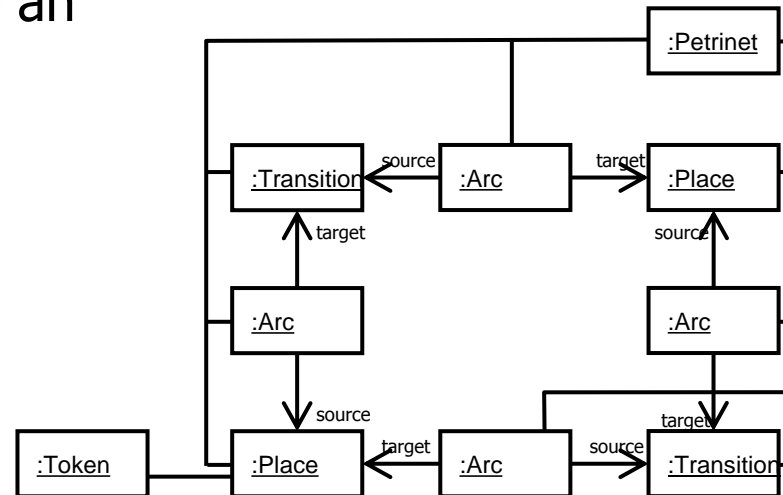 an
:Petrinet
:Transition
source
:Arc
target
:Place
target
source
:Arc
:Arc
source
target
:Token
:Place
target
:Arc
source
:Transition